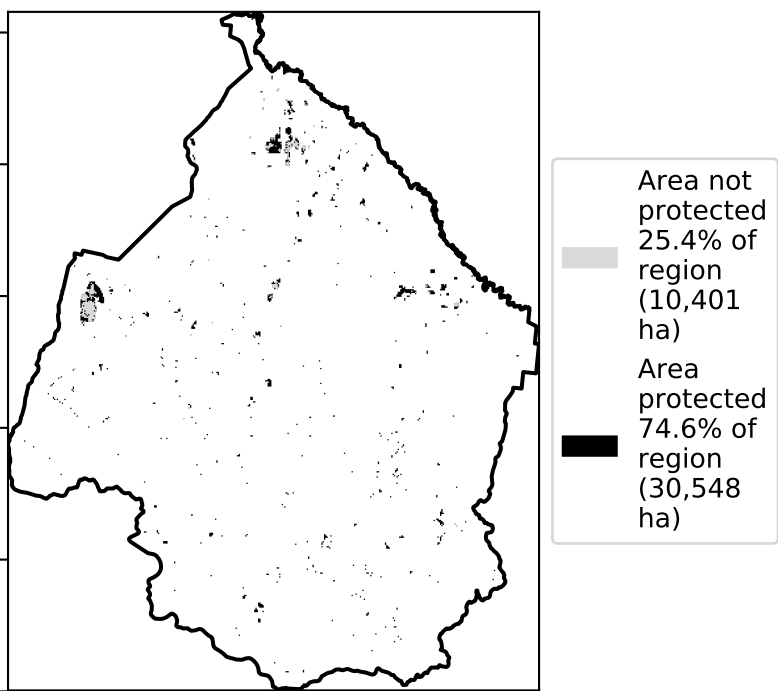 Area not
protected
25.4% of
region
(10,401
ha)
Area
protected
74.6% of
region
(30,548
ha)